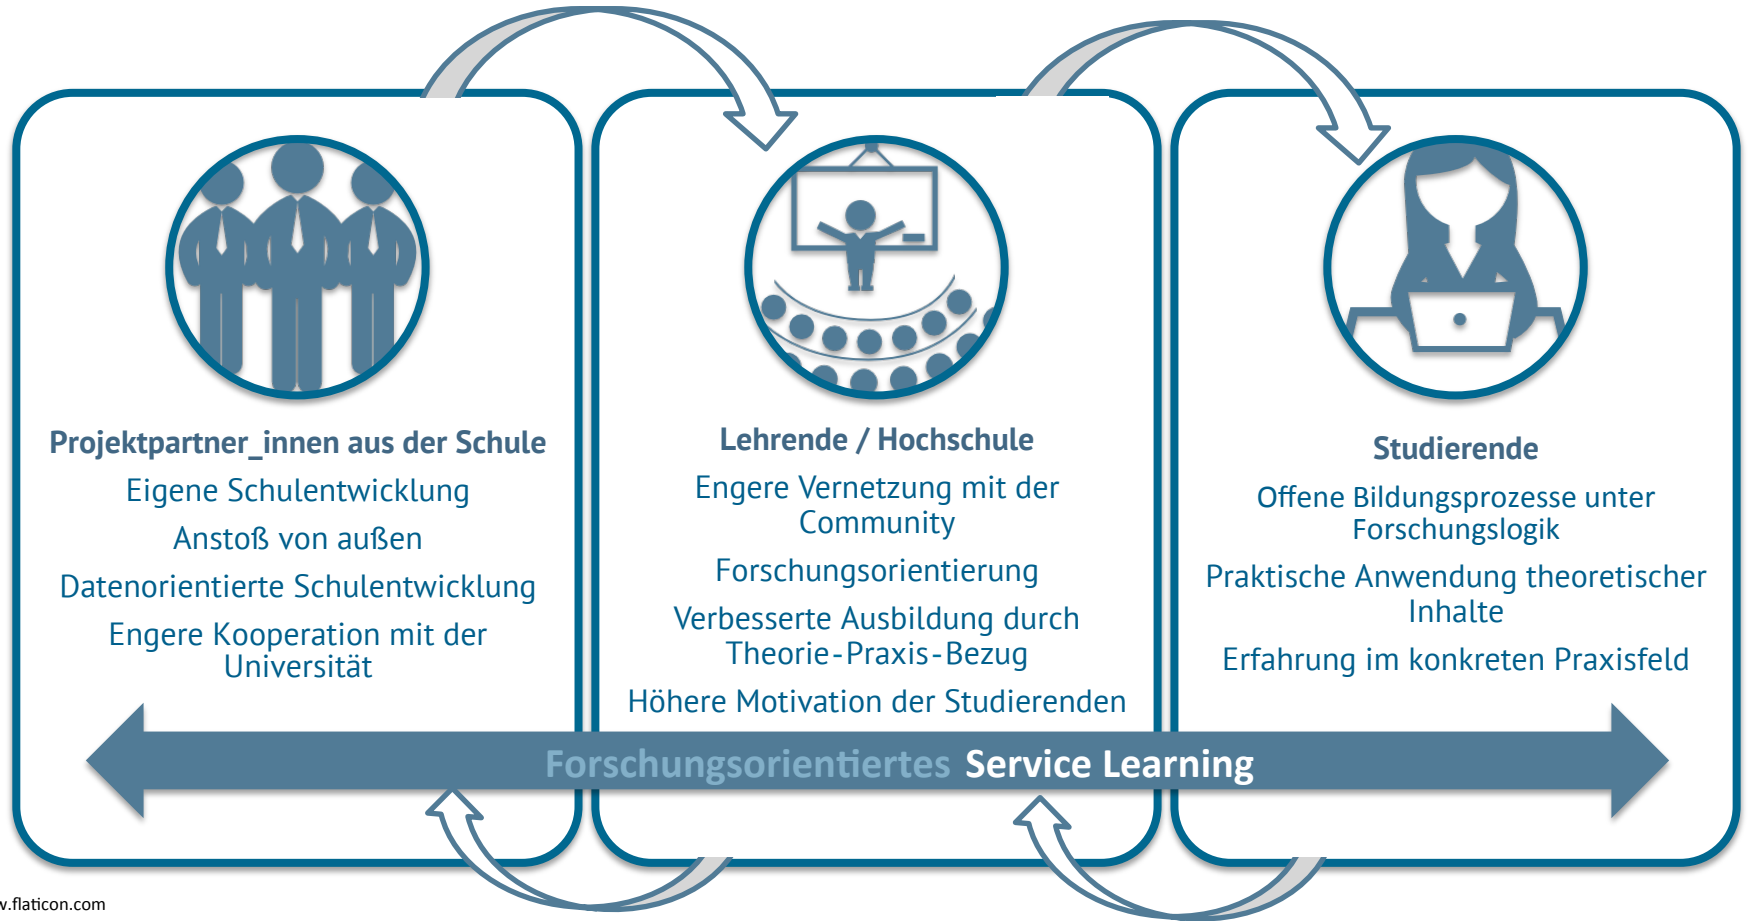 Projektpartner_innen aus der Schule
Eigene Schulentwicklung
Anstoß von außen
Datenorientierte Schulentwicklung
Engere Kooperation mit der
Universität
Lehrende / Hochschule
Engere Vernetzung mit der
Community
Forschungsorientierung
Verbesserte Ausbildung durch
Theorie-Praxis-Bezug
Höhere Motivation der Studierenden
Studierende
Offene Bildungsprozesse unter
Forschungslogik
Praktische Anwendung theoretischer
Inhalte
Erfahrung im konkreten Praxisfeld
Forschungsorientiertes Service Learning
w.flaticon.com